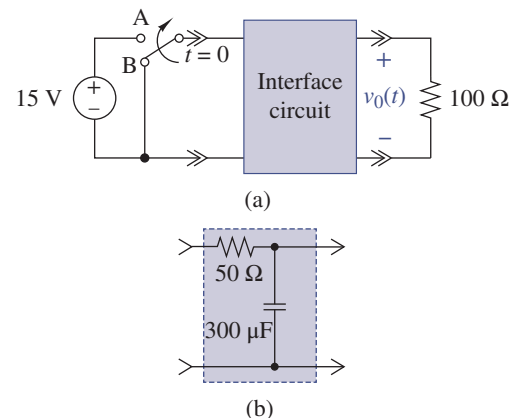 A
B
t = 0
15 V
+
−
Interface
circuit
+
v0(t)
−
100 Ω
(a)
50 Ω
300 µF
(b)